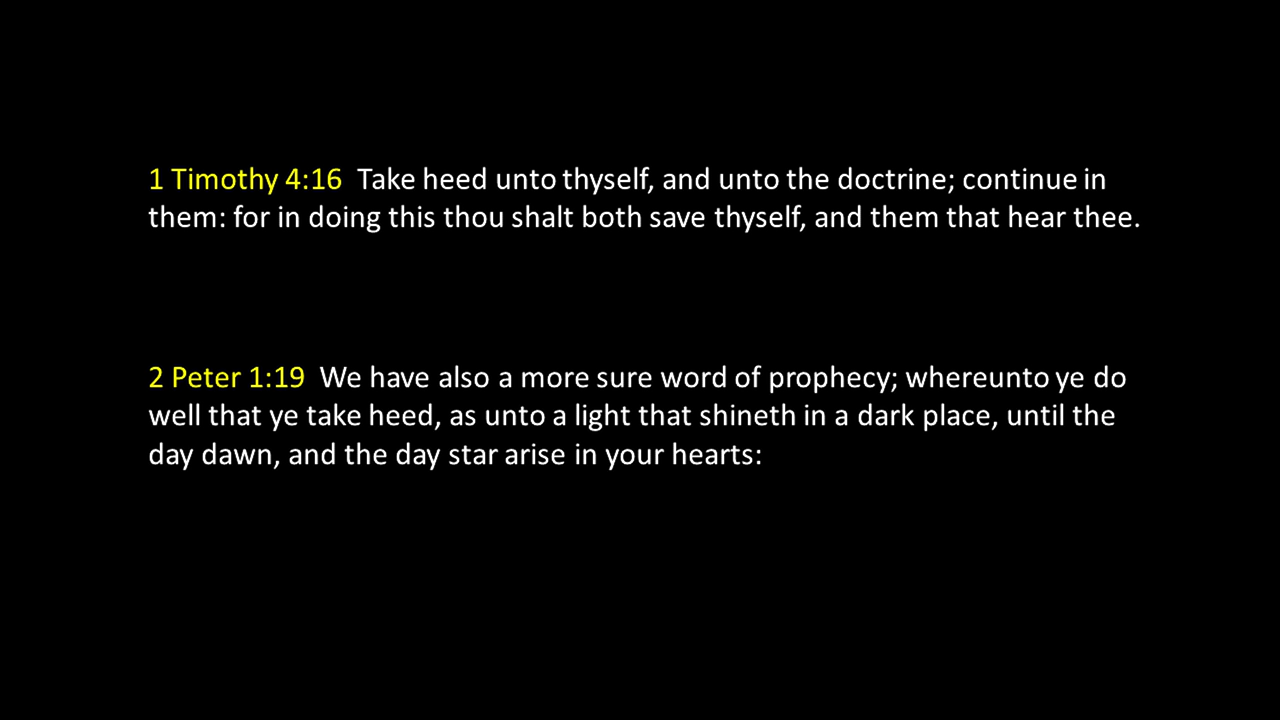 1 Timothy 4:16  Take heed unto thyself, and unto the doctrine; continue in
them: for in doing this thou shalt both save thyself, and them that hear thee.
2 Peter 1:19  We have also a more sure word of prophecy; whereunto ye do
well that ye take heed, as unto a light that shineth in a dark place, until the
day dawn, and the day star arise in your hearts: